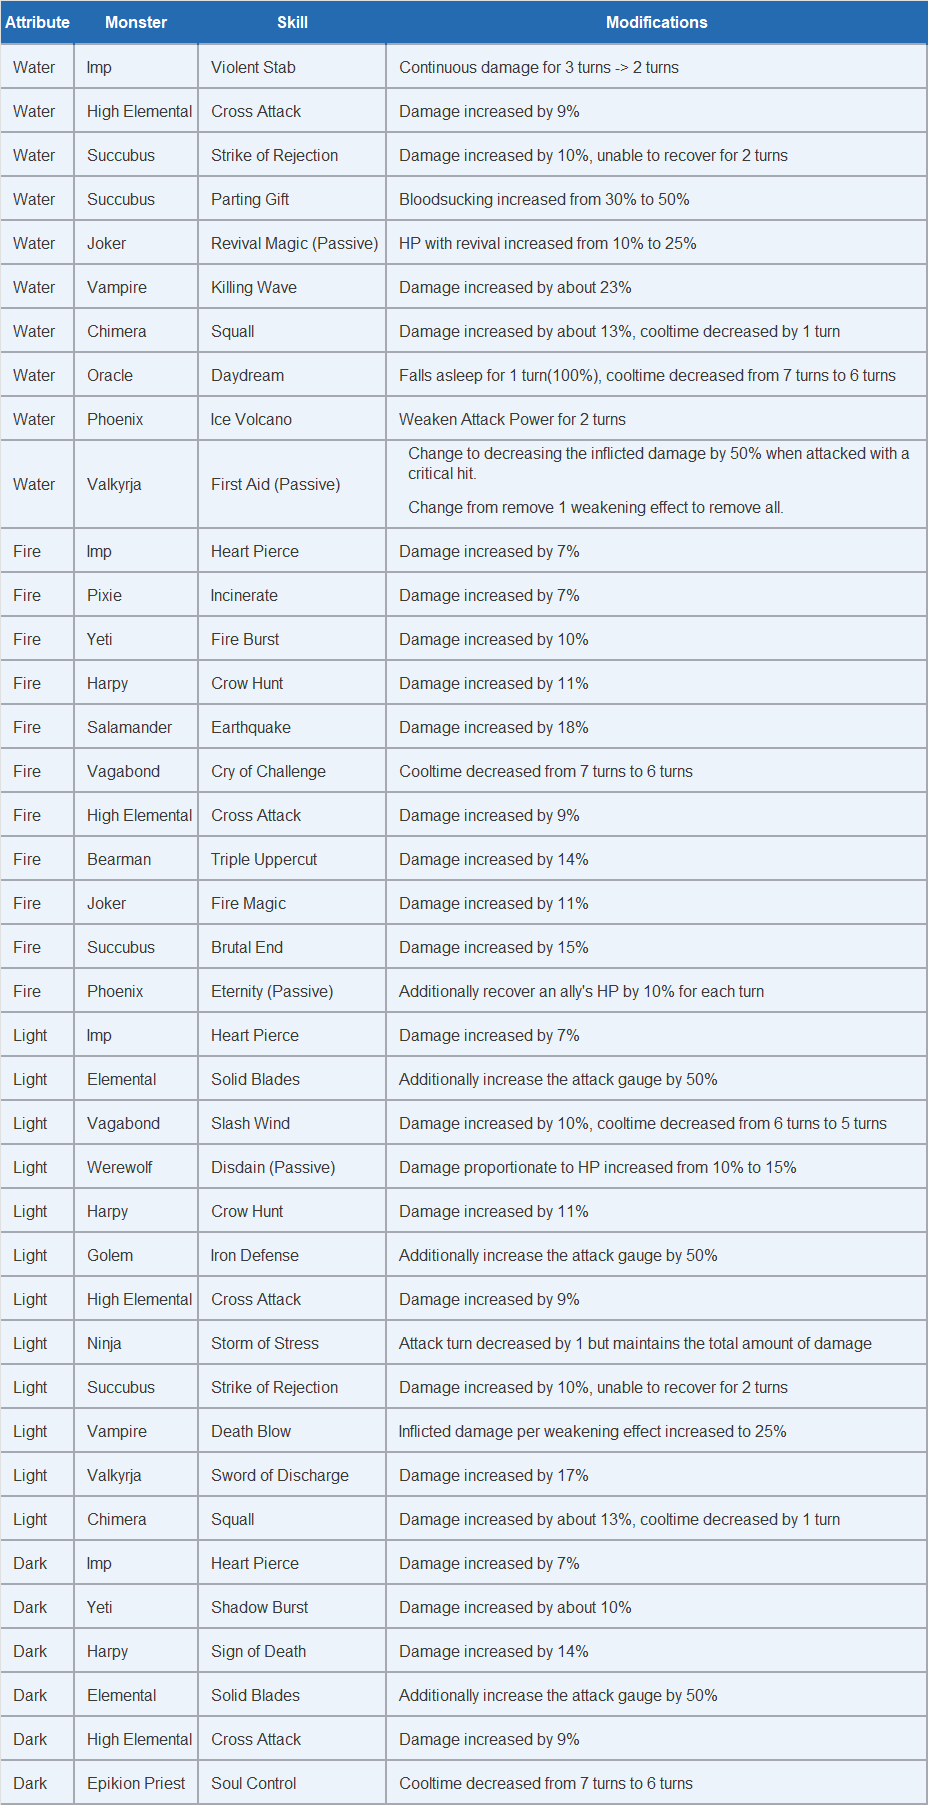 Attribute Monster Skill Modifications
Water Imp Violent Stab Continuous damage for 3 turns -> 2 turns
Water High Elemental Cross Attack Damage increased by 9%
Water Succubus Strike of Rejection Damage increased by 10%, unable to recover for 2 turns
Water Succubus Parting Gift Bloodsucking increased from 30% to 50%
Water Joker Revival Magic (Passive) HP with revival increased from 10% to 25%
Water Vampire Killing Wave Damage increased by about 23%
Water Chimera Squall Damage increased by about 13%, cooltime decreased by 1 turn
Water Oracle Daydream Falls asleep for 1 turn(100%), cooltime decreased from 7 turns to 6 turns
Water Phoenix Ice Volcano Weaken Attack Power for 2 turns
Water Valkyrja First Aid (Passive) Change to decreasing the inflicted damage by 50% when attacked with a
critical hit.
Change from remove 1 weakening effect to remove all.
Fire Imp Heart Pierce Damage increased by 7%
Fire Pixie Incinerate Damage increased by 7%
Fire Yeti Fire Burst Damage increased by 10%
Fire Harpy Crow Hunt Damage increased by 11%
Fire Salamander Earthquake Damage increased by 18%
Fire Vagabond Cry of Challenge Cooltime decreased from 7 turns to 6 turns
Fire High Elemental Cross Attack Damage increased by 9%
Fire Bearman Triple Uppercut Damage increased by 14%
Fire Joker Fire Magic Damage increased by 11%
Fire Succubus Brutal End Damage increased by 15%
Fire Phoenix Eternity (Passive) Additionally recover an ally's HP by 10% for each turn
Light Imp Heart Pierce Damage increased by 7%
Light Elemental Solid Blades Additionally increase the attack gauge by 50%
Light Vagabond Slash Wind Damage increased by 10%, cooltime decreased from 6 turns to 5 turns
Light Werewolf Disdain (Passive) Damage proportionate to HP increased from 10% to 15%
Light Harpy Crow Hunt Damage increased by 11%
Light Golem Iron Defense Additionally increase the attack gauge by 50%
Light High Elemental Cross Attack Damage increased by 9%
Light Ninja Storm of Stress Attack turn decreased by 1 but maintains the total amount of damage
Light Succubus Strike of Rejection Damage increased by 10%, unable to recover for 2 turns
Light Vampire Death Blow Inflicted damage per weakening effect increased to 25%
Light Valkyrja Sword of Discharge Damage increased by 17%
Light Chimera Squall Damage increased by about 13%, cooltime decreased by 1 turn
Dark Imp Heart Pierce Damage increased by 7%
Dark Yeti Shadow Burst Damage increased by about 10%
Dark Harpy Sign of Death Damage increased by 14%
Dark Elemental Solid Blades Additionally increase the attack gauge by 50%
Dark High Elemental Cross Attack Damage increased by 9%
Dark Epikion Priest Soul Control Cooltime decreased from 7 turns to 6 turns